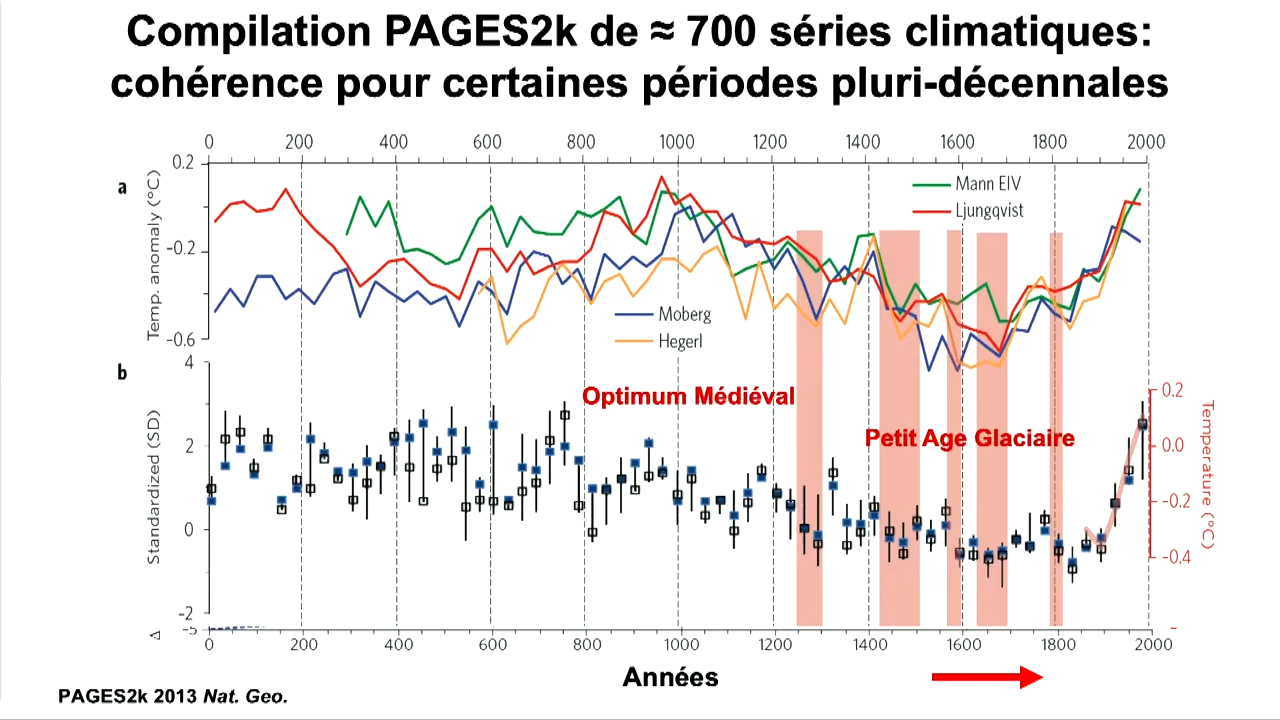 Compilation PAGES2k de ≈ 700 séries climatiques:
cohérence pour certaines périodes pluri-décennales
0 200 400 600 800 1000 1200 1400 1600 1800 2000
a
Temp. anomaly (°C)
0.2
-0.2
-0.6
Mann EIV
Ljungqvist
Moberg
Hegerl
b
Standardized (SD)
4
2
0
-2
Optimum Médiéval
Petit Age Glaciaire
0.2
0.0
-0.2
-0.4
Temperature (°C)
-5
0 200 400 600 800 1000 1200 1400 1600 1800 2000
Années
PAGES2k 2013 Nat. Geo.